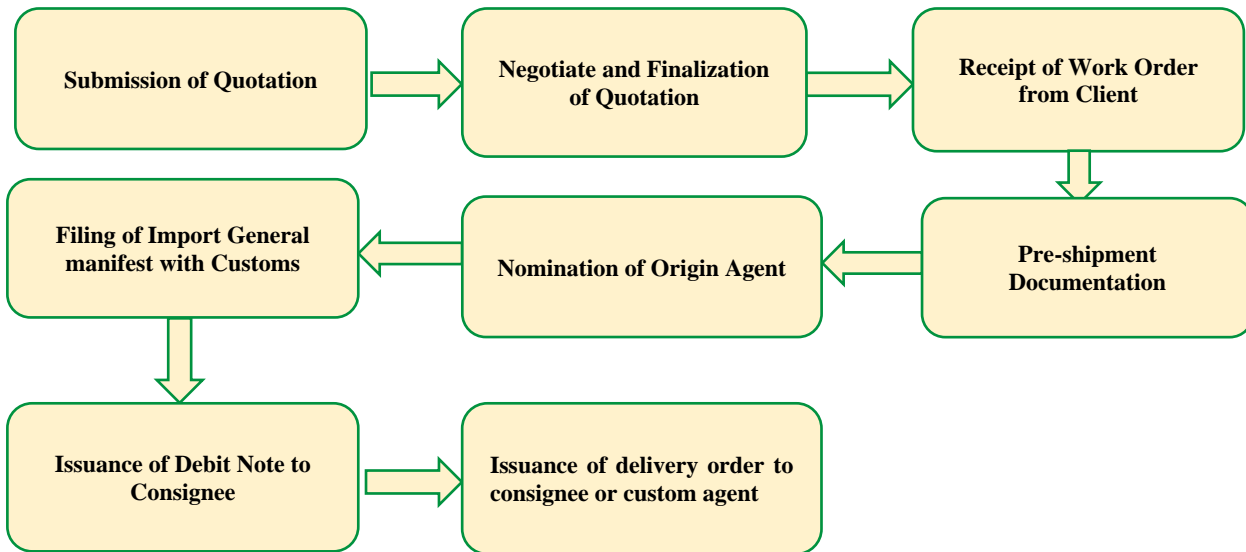 Submission of Quotation
Negotiate and Finalization
of Quotation
Receipt of Work Order
from Client
Pre-shipment
Documentation
Nomination of Origin Agent
Filing of Import General
manifest with Customs
Issuance of Debit Note to
Consignee
Issuance of delivery order to
consignee or custom agent